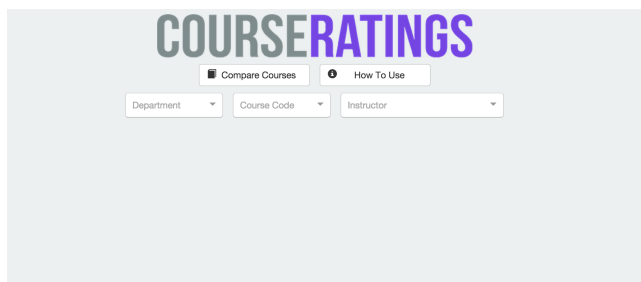 COURSERATINGS
Compare Courses How To Use
Department Course Code Instructor